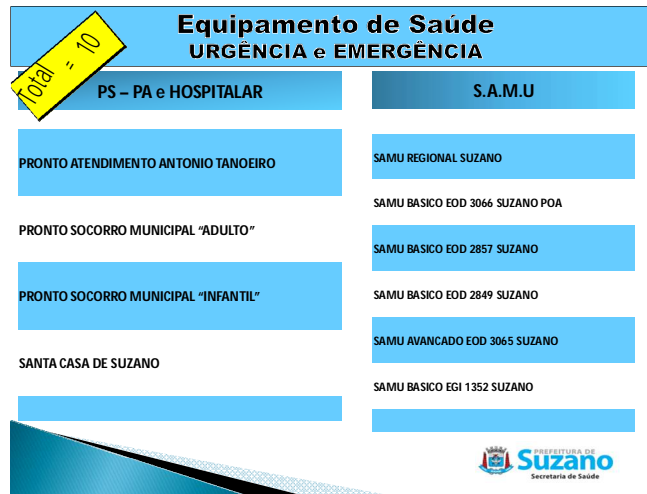 Equipamento de Saúde
URGÊNCIA e EMERGÊNCIA
Total = 10
PS – PA e HOSPITALAR
PRONTO ATENDIMENTO ANTONIO TANOEIRO
PRONTO SOCORRO MUNICIPAL “ADULTO”
PRONTO SOCORRO MUNICIPAL “INFANTIL”
SANTA CASA DE SUZANO
S.A.M.U
SAMU REGIONAL SUZANO
SAMU BASICO EOD 3066 SUZANO POA
SAMU BASICO EOD 2857 SUZANO
SAMU BASICO EOD 2849 SUZANO
SAMU AVANCADO EOD 3065 SUZANO
SAMU BASICO EGI 1352 SUZANO
PREFEITURA DE
Suzano
Secretaria de Saúde